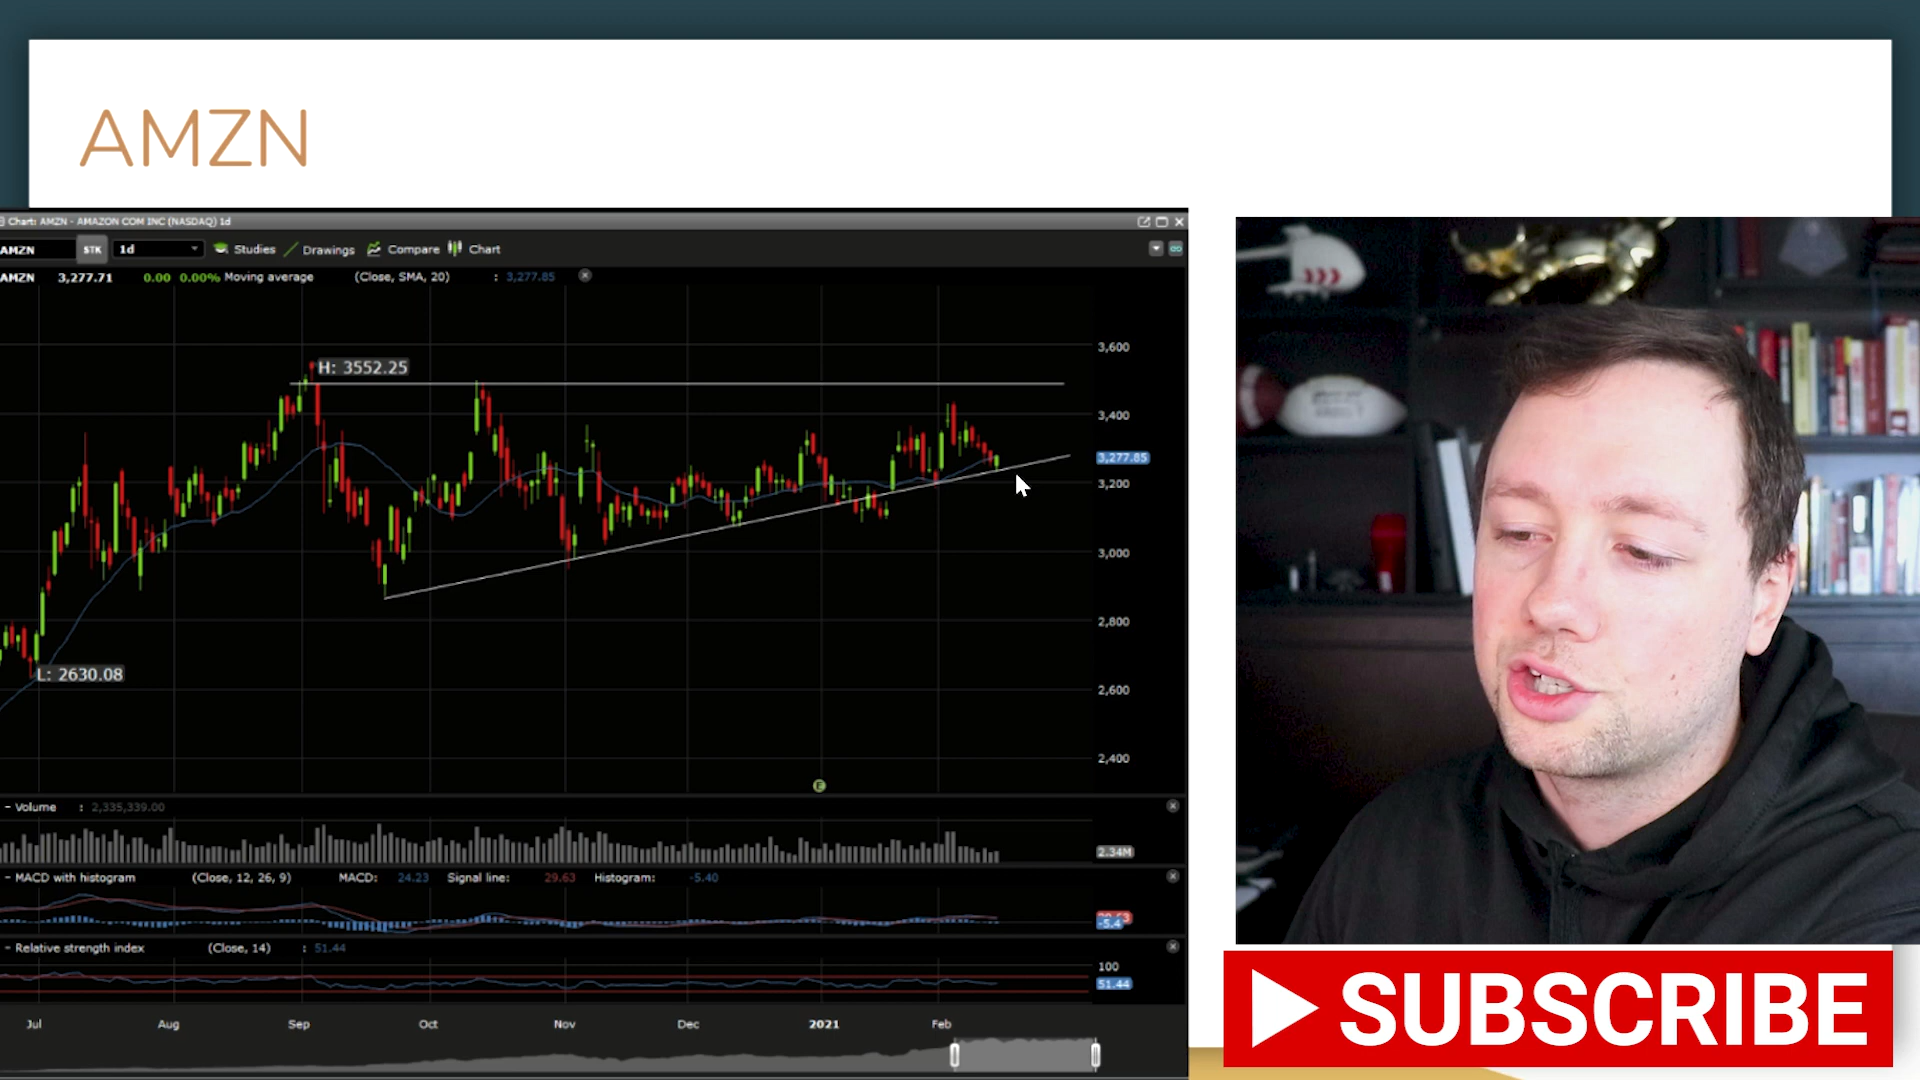 AMZN
Chart: AMZN - AMAZON COM INC (NASDAQ) 1d
AMZN STK 1d Studies Drawings Compare Chart
AMZN 3,277.71 0.00 0.00% Moving average (Close, SMA, 20) : 3,277.85
H: 3552.25
3,600
3,400
3,277.85
3,200
3,000
2,800
L: 2630.08
2,600
2,400
E
- Volume : 2,335,339.00
2.34M
- MACD with histogram (Close, 12, 26, 9) MACD: 24.23 Signal line: 29.63 Histogram: -5.40
-5.4
- Relative strength index (Close, 14) : 51.44
100
51.44
Jul Aug Sep Oct Nov Dec 2021 Feb
SUBSCRIBE